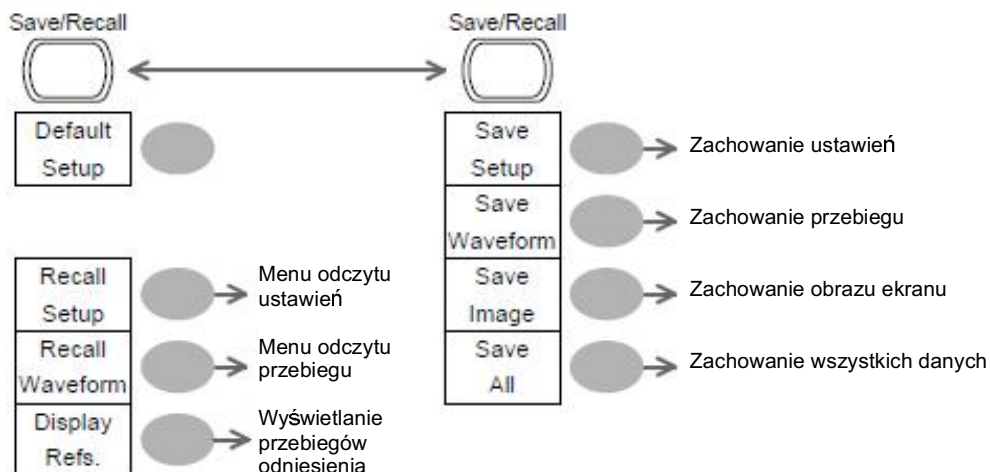 Save/Recall
Default
Setup
Recall
Setup
Menu odczytu
ustawień
Recall
Waveform
Menu odczytu
przebiegu
Display
Refs.
Wyświetlanie
przebiegów
odniesienia
Save/Recall
Save
Setup
Zachowanie ustawień
Save
Waveform
Zachowanie przebiegu
Save
Image
Zachowanie obrazu ekranu
Save
All
Zachowanie wszystkich danych